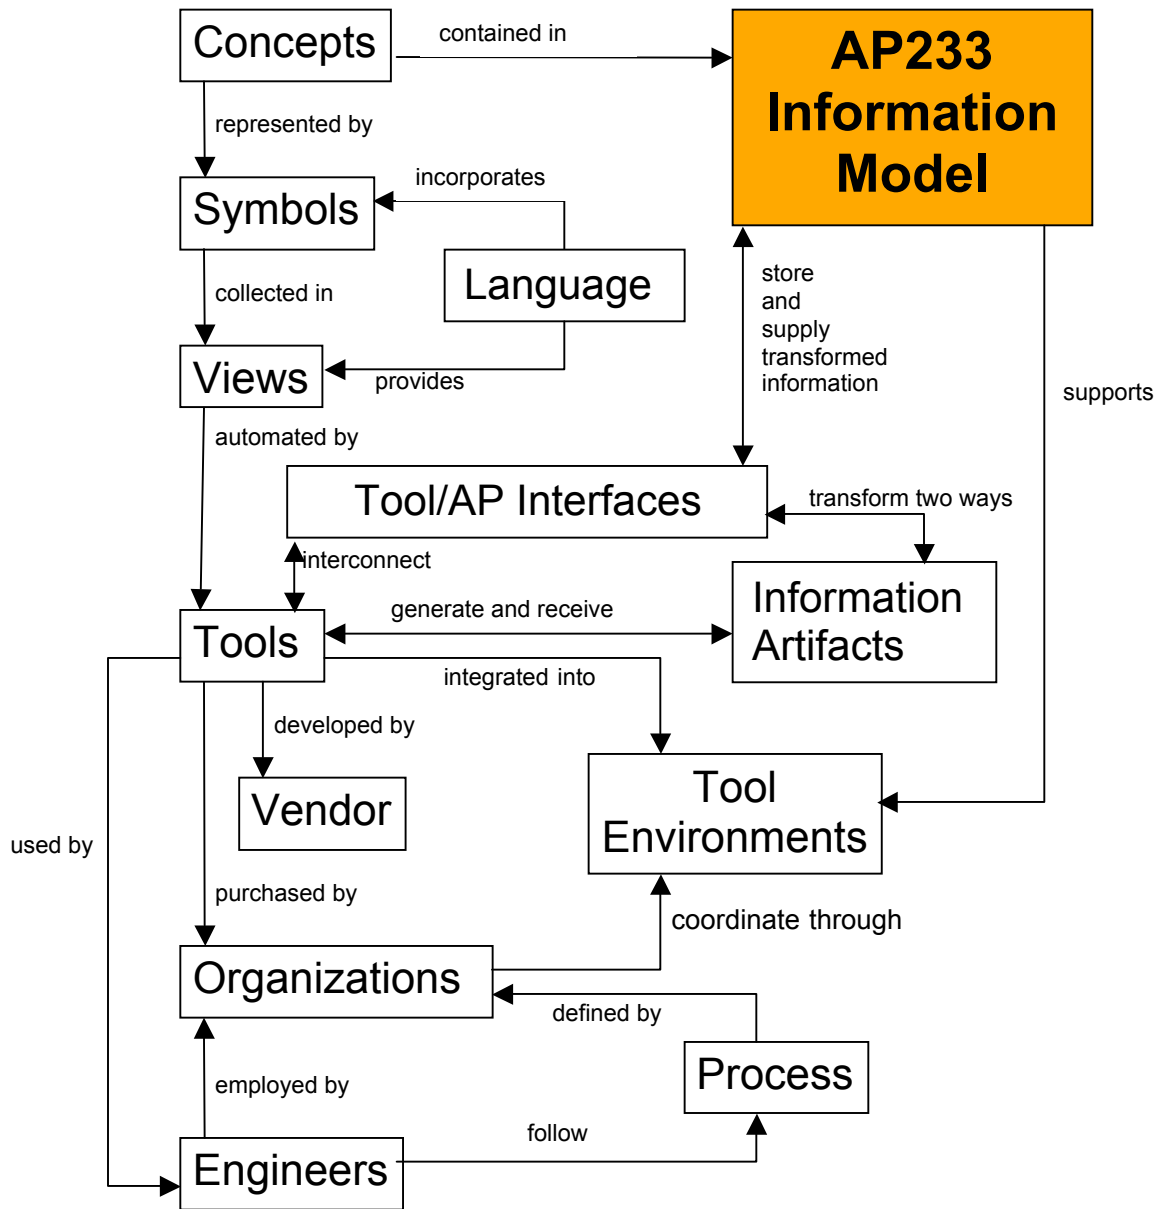 Concepts
contained in
AP233
Information
Model
represented by
Symbols
incorporates
Language
collected in
store
and
supply
transformed
information
Views
provides
supports
automated by
Tool/AP Interfaces
transform two ways
interconnect
Information
Artifacts
generate and receive
Tools
integrated into
developed by
Vendor
Tool
Environments
used by
purchased by
coordinate through
Organizations
defined by
Process
employed by
follow
Engineers